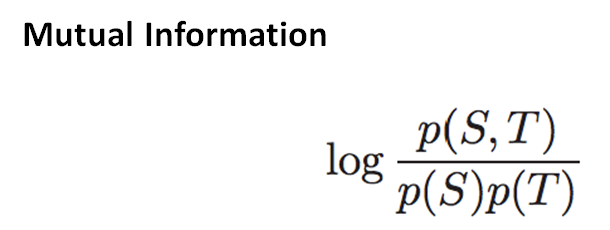 Mutual Information
log p(S, T) / p(S)p(T)